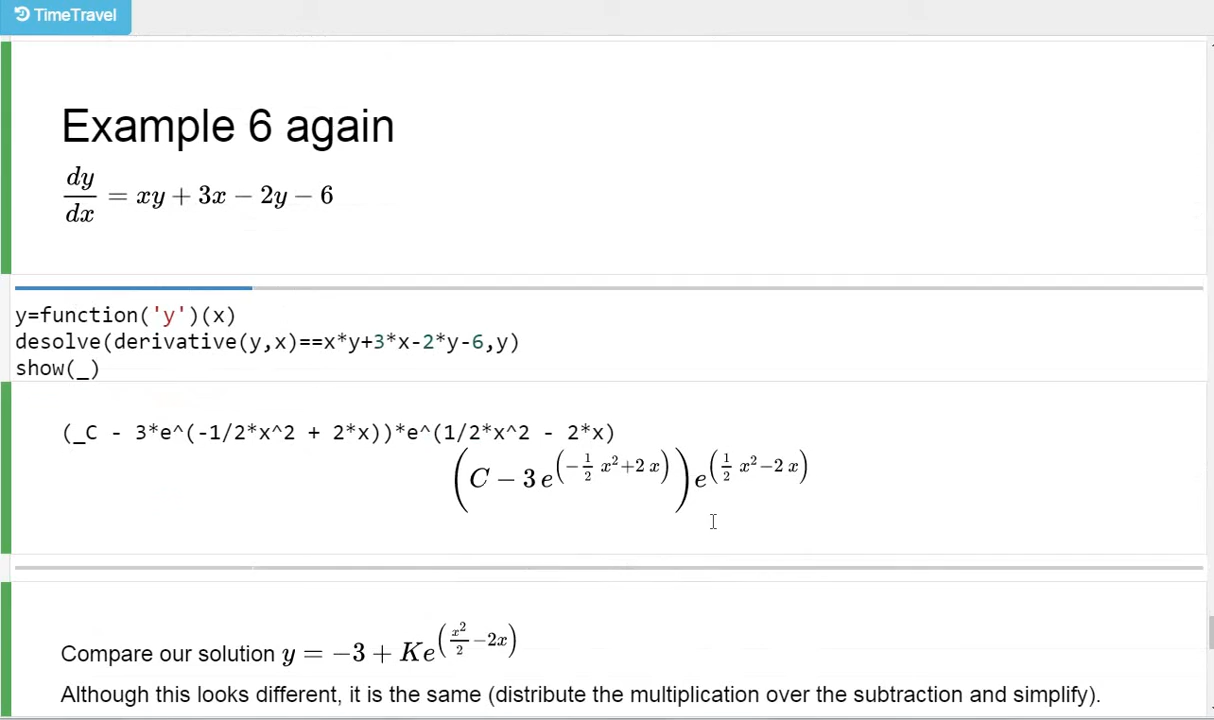 TimeTravel
Example 6 again
dy/dx = xy + 3x − 2y − 6
y=function('y')(x)
desolve(derivative(y,x)==x*y+3*x-2*y-6,y)
show(_)
(_C - 3*e^(-1/2*x^2 + 2*x))*e^(1/2*x^2 - 2*x)
(C − 3 e^(−1/2 x² + 2 x)) e^(1/2 x² − 2 x)
Compare our solution y = −3 + Ke^(x²/2 − 2x)
Although this looks different, it is the same (distribute the multiplication over the subtraction and simplify).